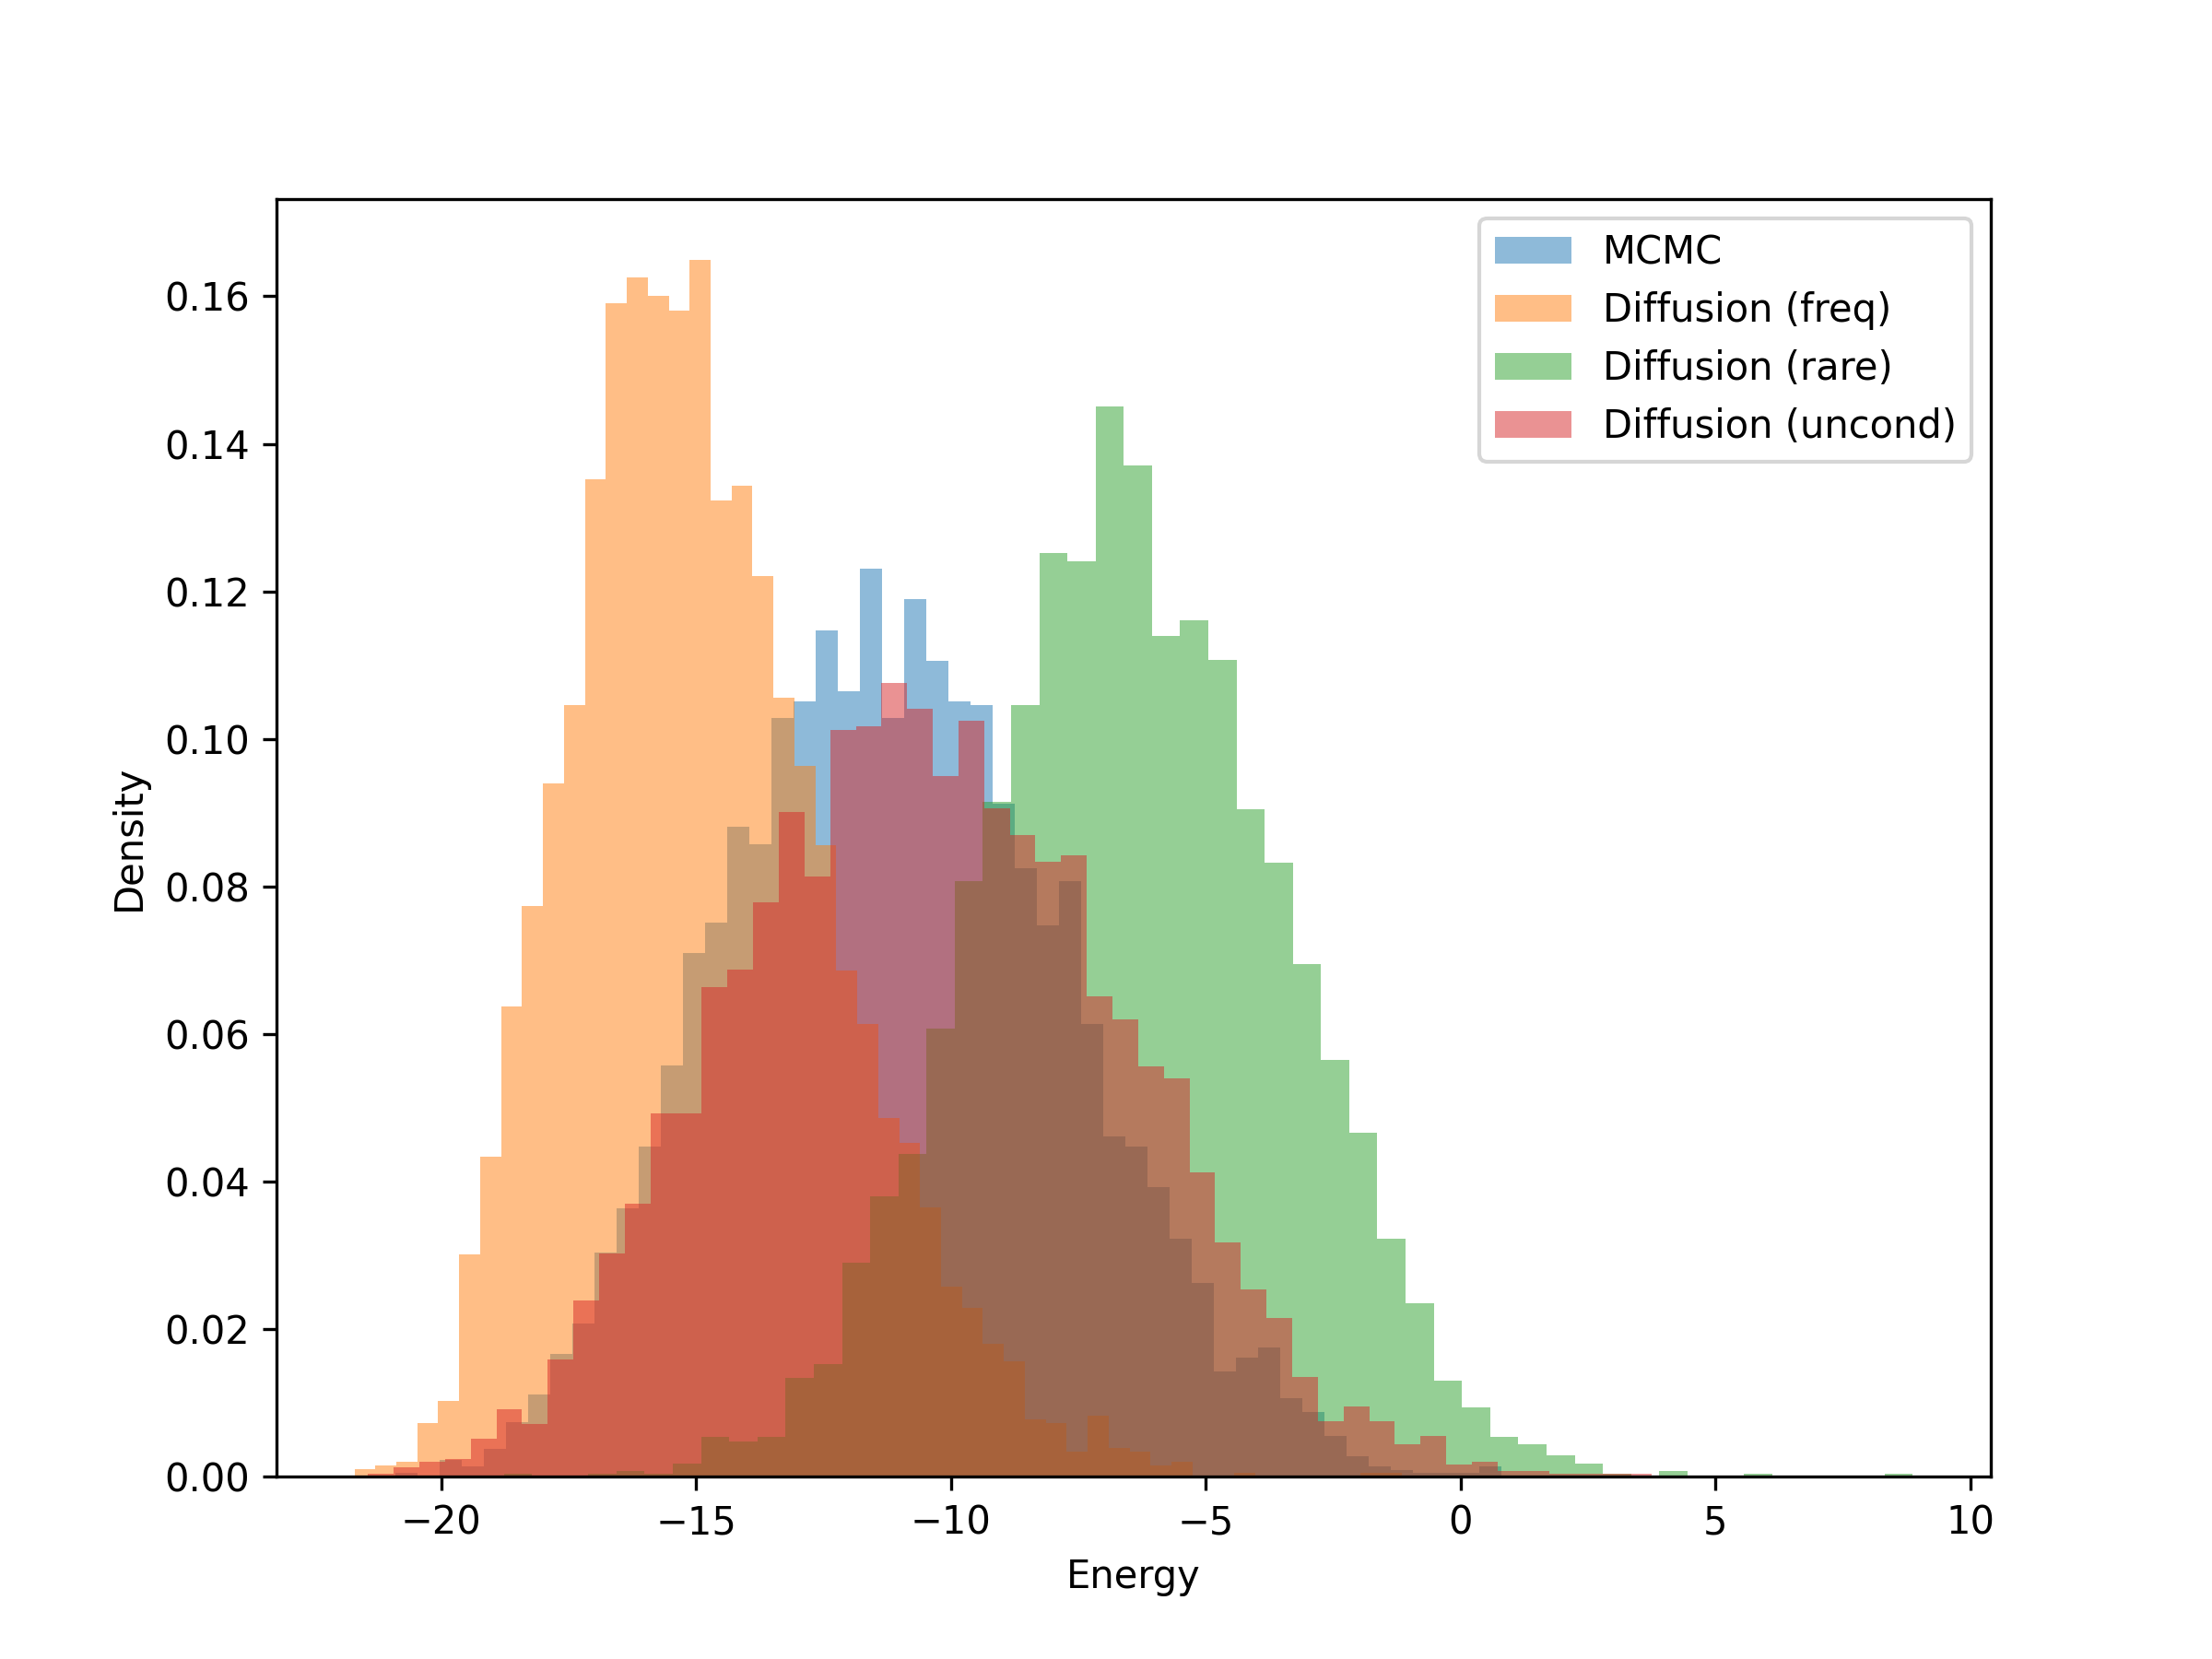 MCMC
Diffusion (freq)
Diffusion (rare)
Diffusion (uncond)
0.16
0.14
0.12
0.10
0.08
0.06
0.04
0.02
0.00
Density
−20 −15 −10 −5 0 5 10
Energy